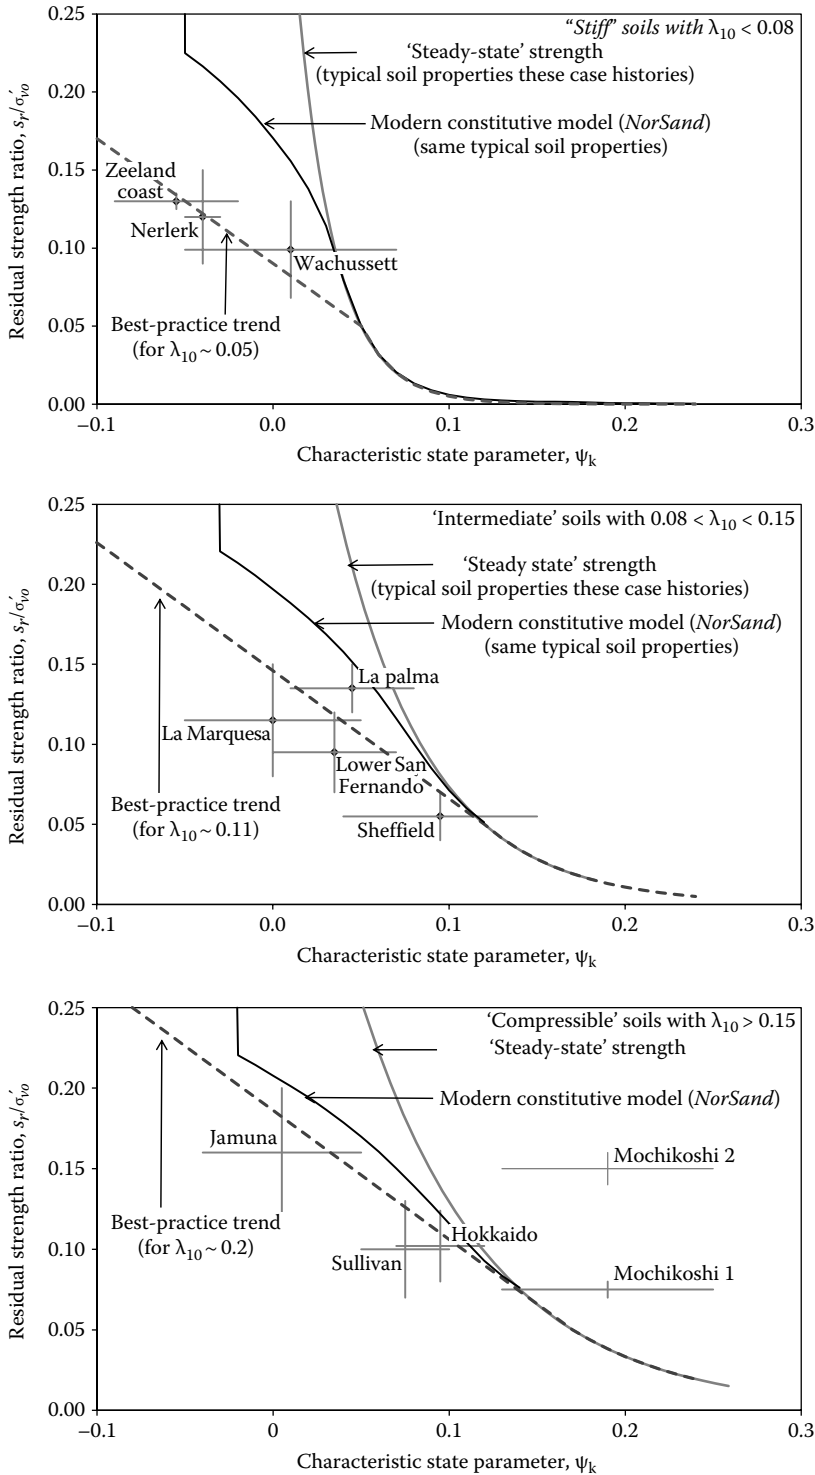 0.25
"Stiff" soils with λ10 < 0.08
'Steady-state' strength
(typical soil properties these case histories)
0.20
Modern constitutive model (NorSand)
(same typical soil properties)
0.15
Zeeland
coast
Nerlerk
0.10
Wachussett
0.05
Best-practice trend
(for λ10 ~ 0.05)
0.00
Residual strength ratio, sr/σ′vo
−0.1 0.0 0.1 0.2 0.3
Characteristic state parameter, ψk
0.25
'Intermediate' soils with 0.08 < λ10 < 0.15
'Steady state' strength
(typical soil properties these case histories)
0.20
Modern constitutive model (NorSand)
(same typical soil properties)
0.15
La palma
La Marquesa
0.10
Lower San
Fernando
Best-practice trend
(for λ10 ~ 0.11)
0.05
Sheffield
0.00
Residual strength ratio, sr/σ′vo
−0.1 0.0 0.1 0.2 0.3
Characteristic state parameter, ψk
0.25
'Compressible' soils with λ10 > 0.15
'Steady-state' strength
0.20
Modern constitutive model (NorSand)
Jamuna
Mochikoshi 2
0.15
Best-practice trend
(for λ10 ~ 0.2)
Hokkaido
0.10
Sullivan
Mochikoshi 1
0.05
0.00
Residual strength ratio, sr/σ′vo
−0.1 0 0.1 0.2 0.3
Characteristic state parameter, ψk